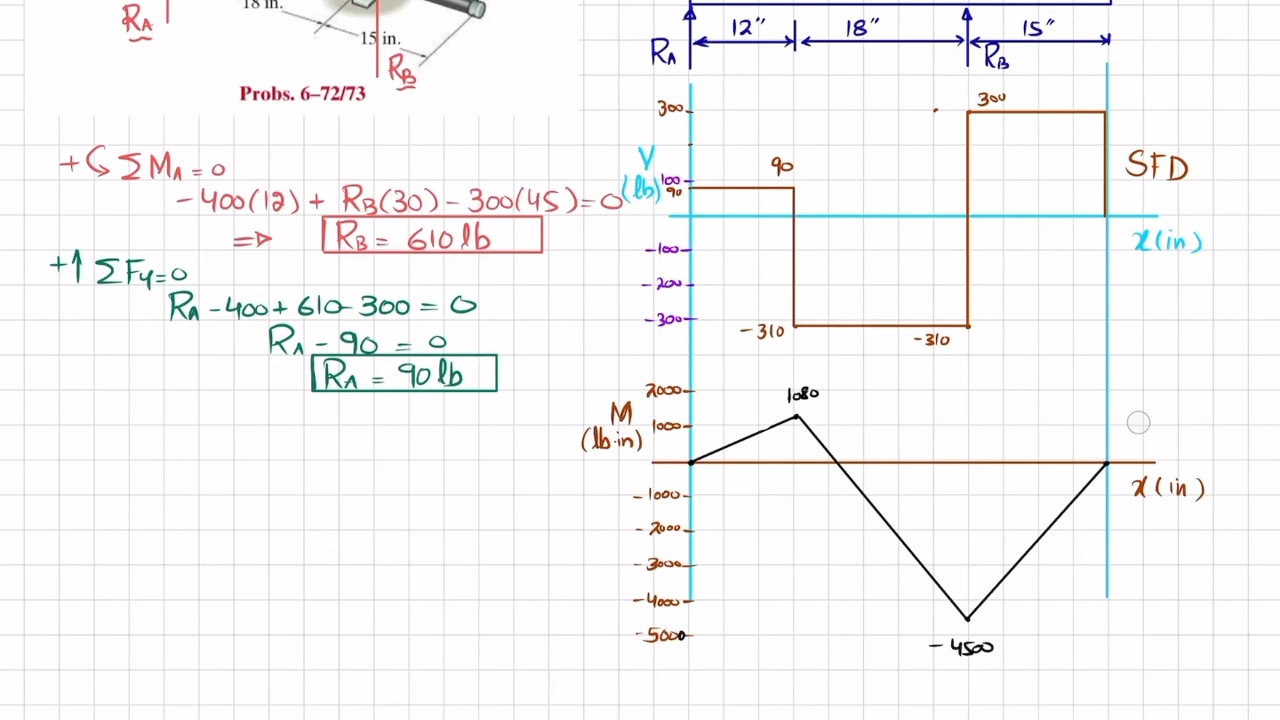 18 in.
RA
15 in.
RB
Probs. 6–72/73
+ ΣMA = 0
-400(12) + RB(30) - 300(45) = 0
⇒ RB = 610 lb
+↑ ΣFy = 0
RA - 400 + 610 - 300 = 0
RA - 90 = 0
RA = 90 lb
12" 18" 15"
RA RB
300
300
90
V
(lb)
100
90
SFD
x(in)
-100
-200
-300
-310
-310
2000
1080
M
(lb·in)
1000
x(in)
-1000
-2000
-3000
-4000
-5000
-4500